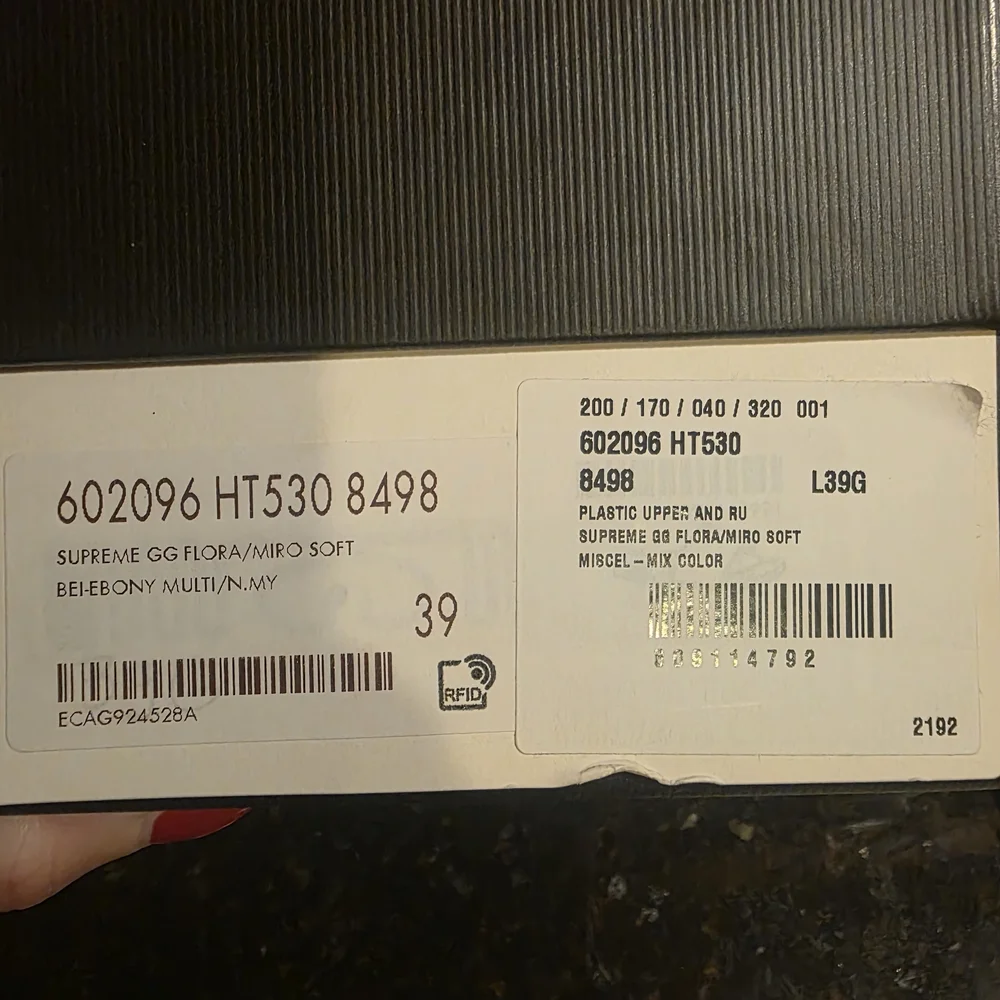 602096 HT530 8498
SUPREME GG FLORA/MIRO SOFT
BEI-EBONY MULTI/N.MY
39
ECAG924528A
RFID
200 / 170 / 040 / 320 001
602096 HT530
8498 L39G
PLASTIC UPPER AND RU
SUPREME GG FLORA/MIRO SOFT
MISCEL-MIX COLOR
609114792
2192